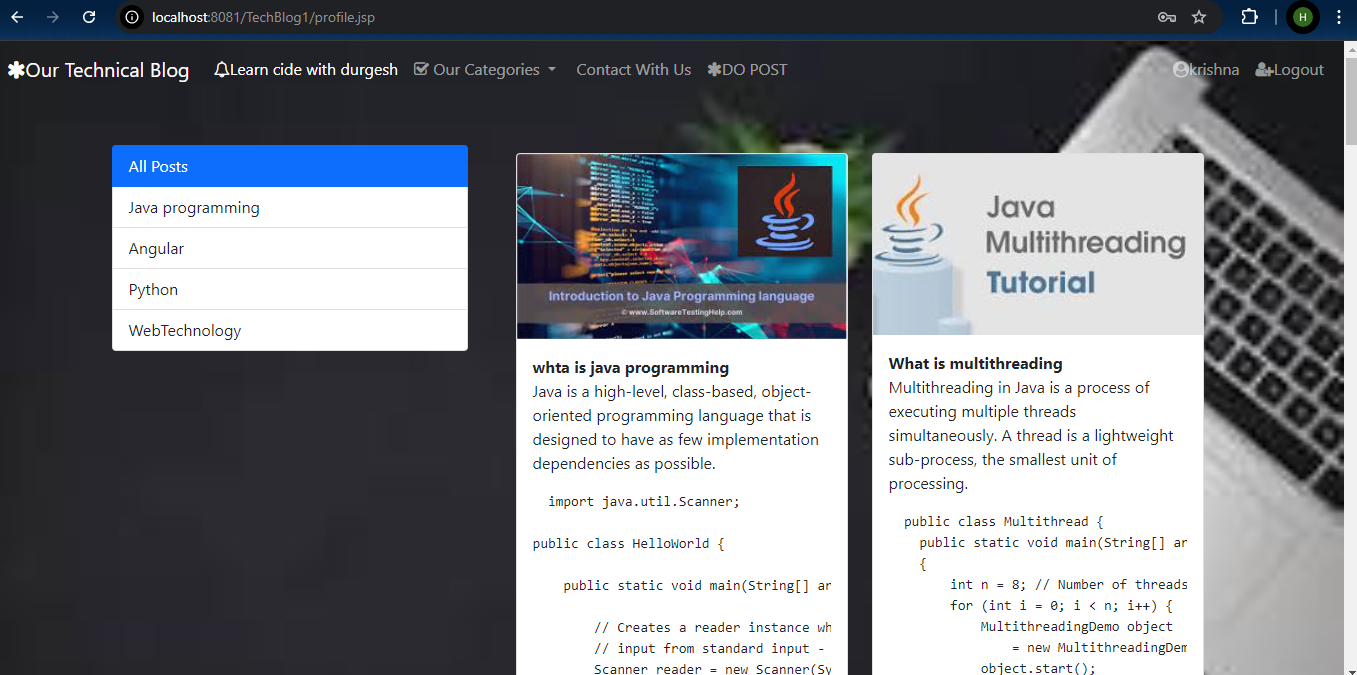 localhost:8081/TechBlog1/profile.jsp
H
Our Technical Blog
Learn cide with durgesh
Our Categories
Contact With Us
DO POST
krishna
Logout
All Posts
Java programming
Angular
Python
WebTechnology
Introduction to Java Programming language
© www.SoftwareTestingHelp.com
whta is java programming
Java is a high-level, class-based, object-
oriented programming language that is
designed to have as few implementation
dependencies as possible.
import java.util.Scanner;
public class HelloWorld {
public static void main(String[] ar
// Creates a reader instance wh
// input from standard input -
Scanner reader = new Scanner(Sy
Java
Multithreading
Tutorial
What is multithreading
Multithreading in Java is a process of
executing multiple threads
simultaneously. A thread is a lightweight
sub-process, the smallest unit of
processing.
public class Multithread {
public static void main(String[] ar
{
int n = 8; // Number of threads
for (int i = 0; i < n; i++) {
MultithreadingDemo object
= new MultithreadingDem
object.start();